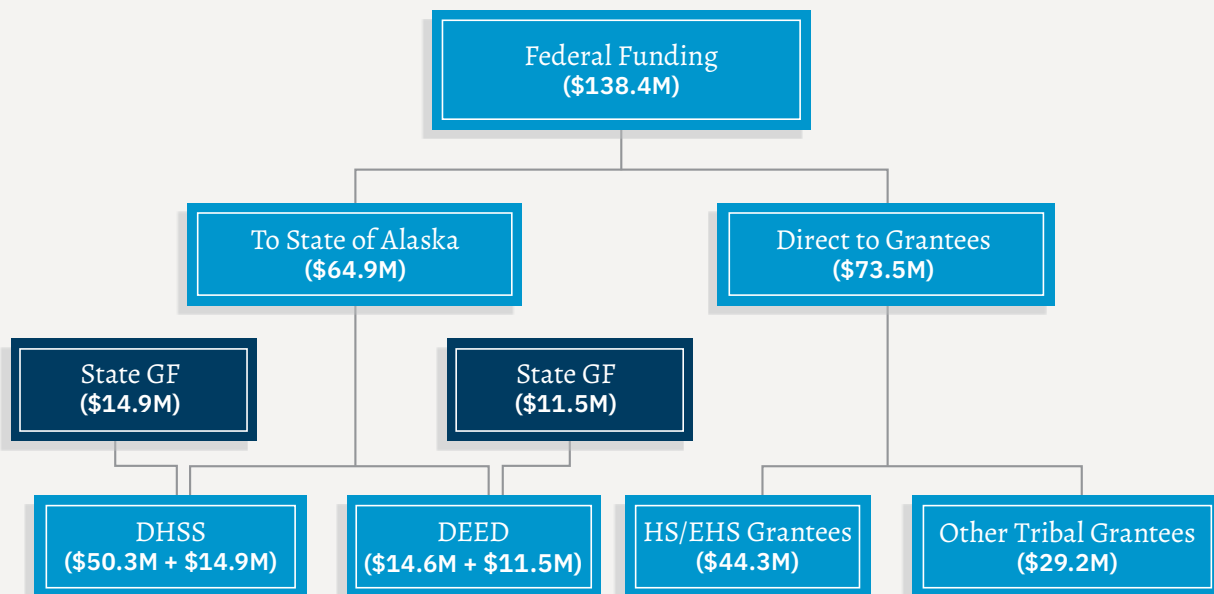 Federal Funding
($138.4M)
To State of Alaska
($64.9M)
Direct to Grantees
($73.5M)
State GF
($14.9M)
State GF
($11.5M)
DHSS
($50.3M + $14.9M)
DEED
($14.6M + $11.5M)
HS/EHS Grantees
($44.3M)
Other Tribal Grantees
($29.2M)